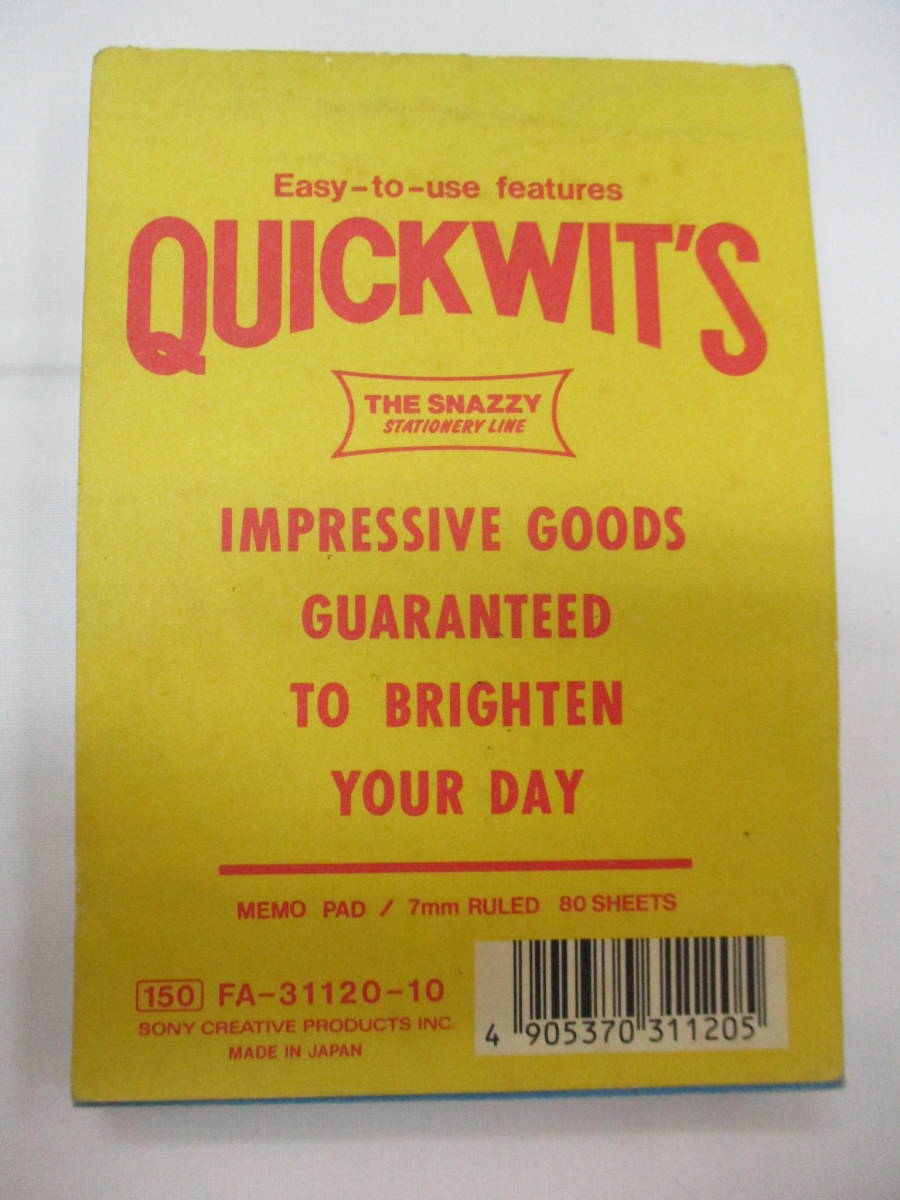 Easy-to-use features
QUICKWIT'S
THE SNAZZY
STATIONERY LINE
IMPRESSIVE GOODS
GUARANTEED
TO BRIGHTEN
YOUR DAY
MEMO PAD / 7mm RULED 80 SHEETS
150 FA-31120-10
SONY CREATIVE PRODUCTS INC.
MADE IN JAPAN
4 905370 311205